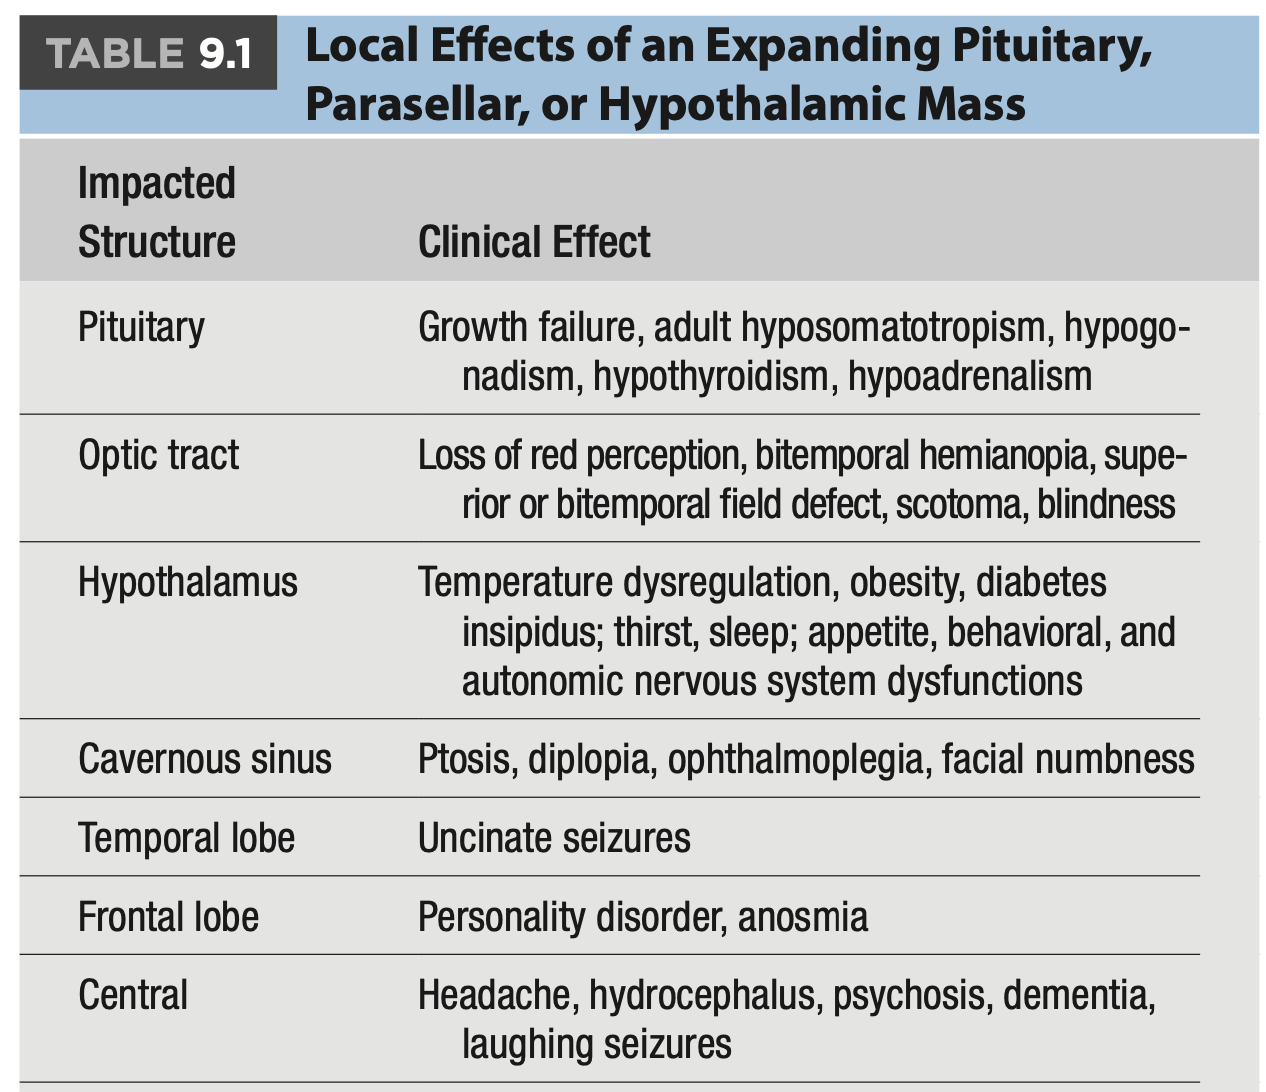 TABLE 9.1 Local Effects of an Expanding Pituitary,
Parasellar, or Hypothalamic Mass
Impacted
Structure Clinical Effect
Pituitary Growth failure, adult hyposomatotropism, hypogo-
nadism, hypothyroidism, hypoadrenalism
Optic tract Loss of red perception, bitemporal hemianopia, supe-
rior or bitemporal field defect, scotoma, blindness
Hypothalamus Temperature dysregulation, obesity, diabetes
insipidus; thirst, sleep; appetite, behavioral, and
autonomic nervous system dysfunctions
Cavernous sinus Ptosis, diplopia, ophthalmoplegia, facial numbness
Temporal lobe Uncinate seizures
Frontal lobe Personality disorder, anosmia
Central Headache, hydrocephalus, psychosis, dementia,
laughing seizures